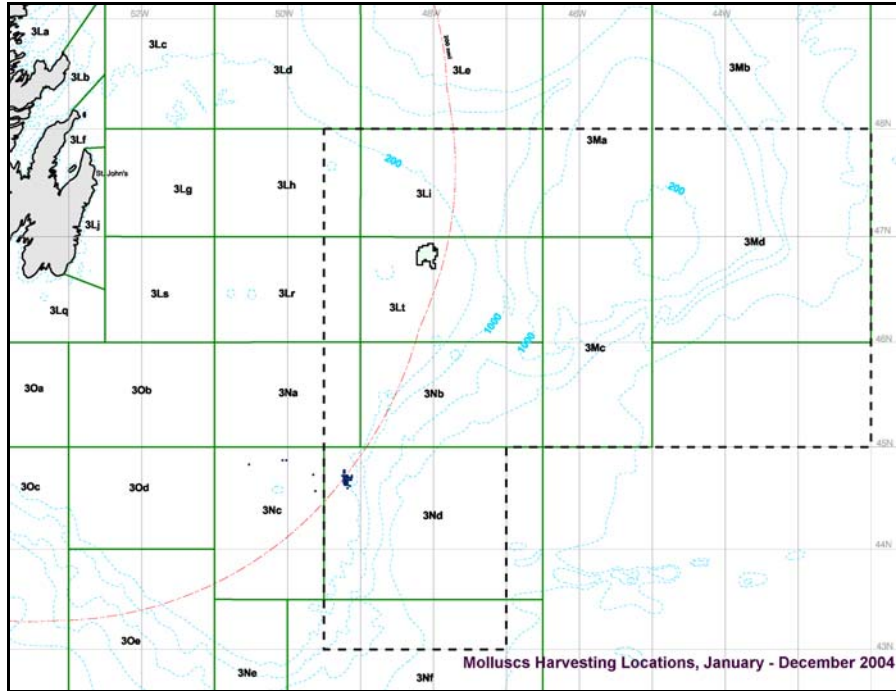 52W 50W 48W 46W 44W
3La
3Lc
3Lb
3Ld
200 mile
3Le
3Mb
48N
3Lf
3Ma
St. John's
200
3Lg
3Lh
3Li
200
3Lj
47N
3Md
3Ls
3Lr
3Lt
3Lq
1000
1000
46N
3Mc
3Oa
3Ob
3Na
3Nb
45N
3Oc
3Od
3Nc
3Nd
44N
3Oe
43N
3Ne
3Nf
Molluscs Harvesting Locations, January - December 2004